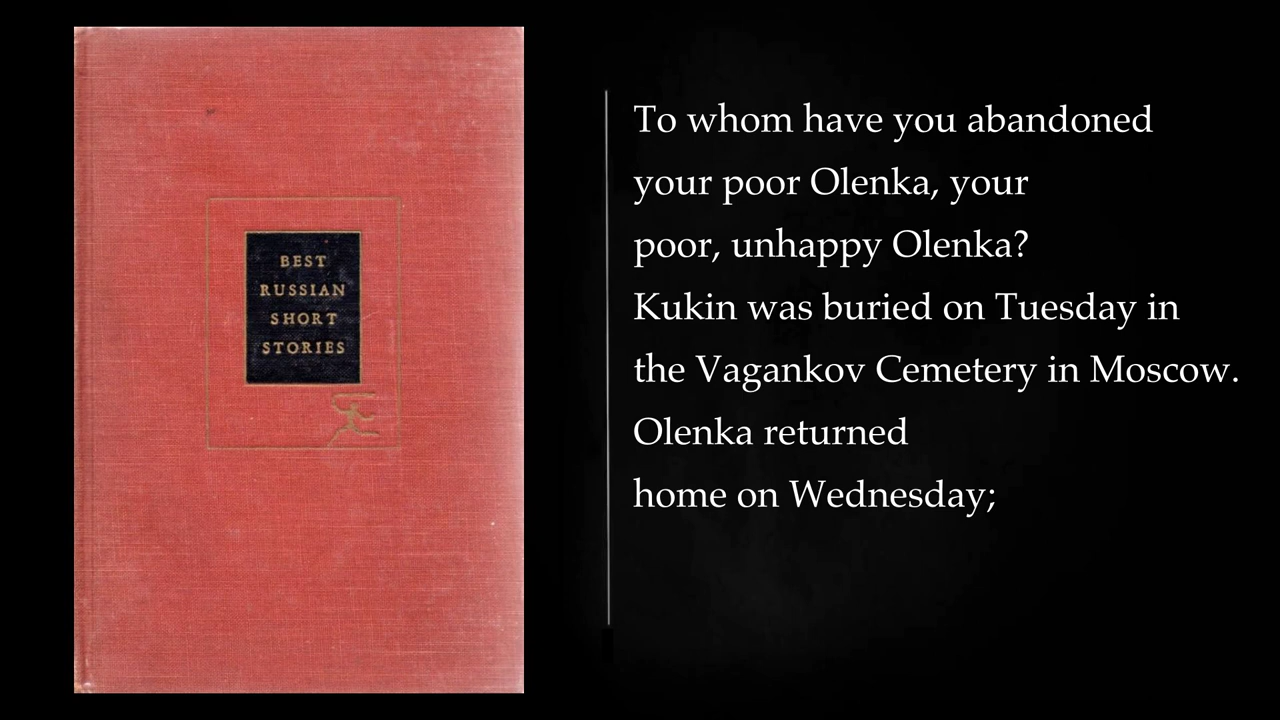 BEST
RUSSIAN
SHORT
STORIES
To whom have you abandoned
your poor Olenka, your
poor, unhappy Olenka?
Kukin was buried on Tuesday in
the Vagankov Cemetery in Moscow.
Olenka returned
home on Wednesday;